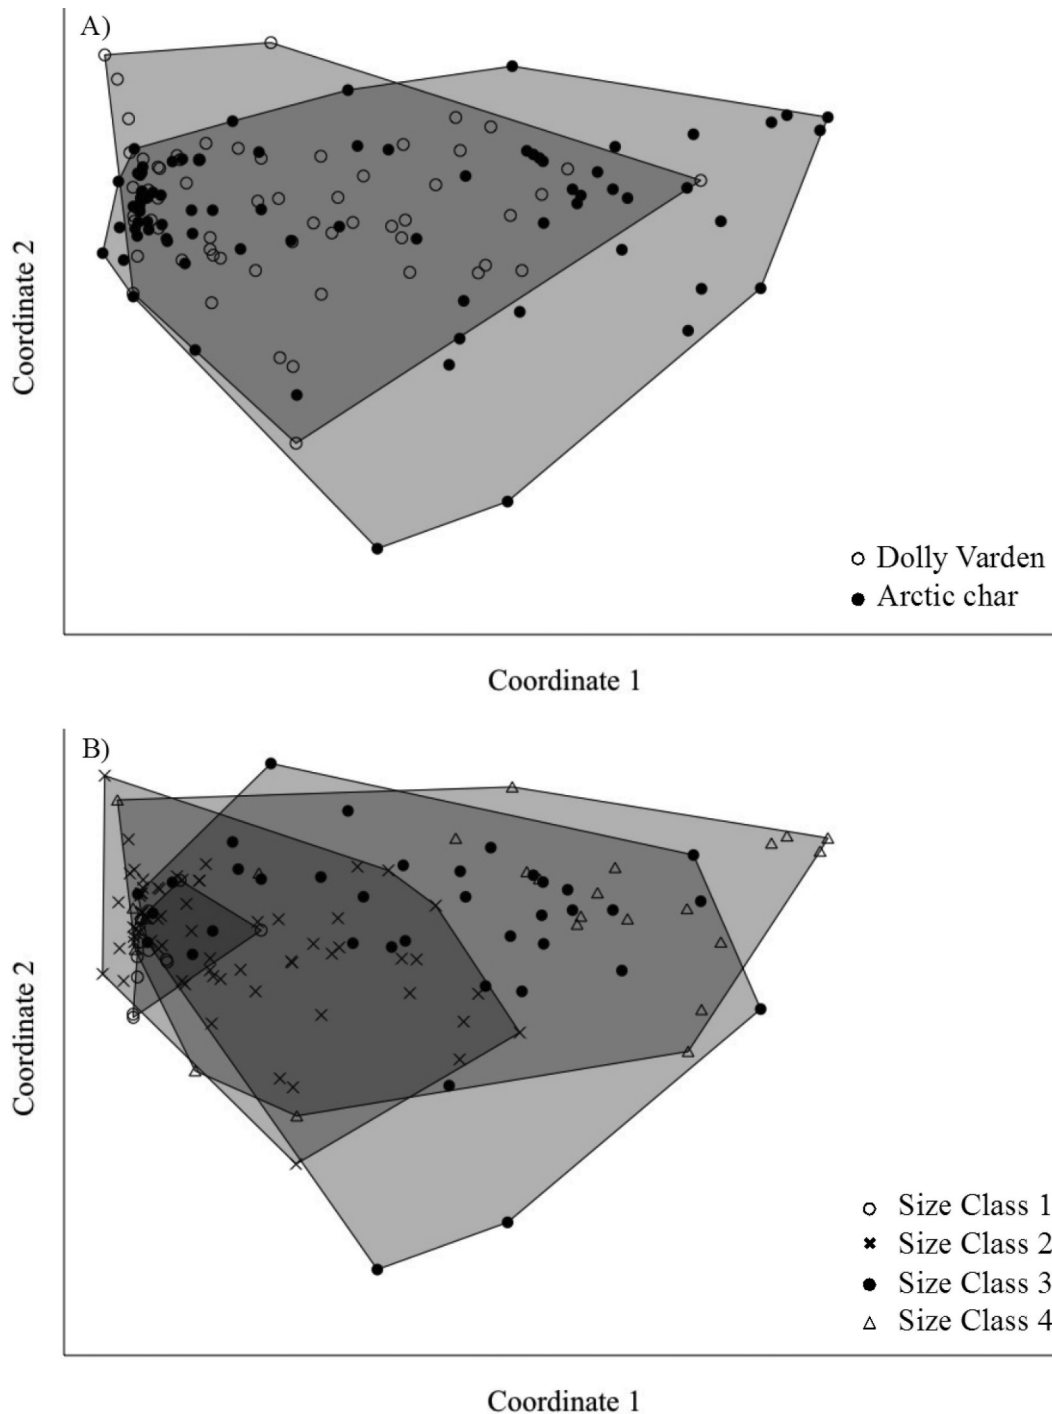 A)
Coordinate 2
Dolly Varden
Arctic char
Coordinate 1
B)
Coordinate 2
Size Class 1
Size Class 2
Size Class 3
Size Class 4
Coordinate 1